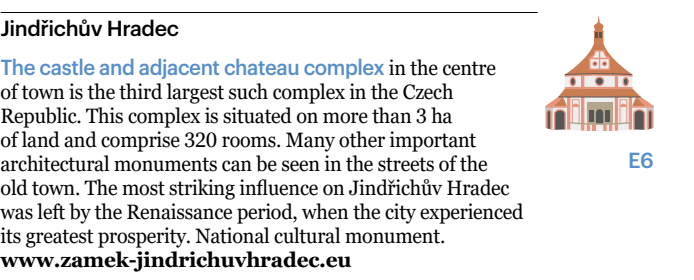 Jindřichův Hradec
The castle and adjacent chateau complex in the centre
of town is the third largest such complex in the Czech
Republic. This complex is situated on more than 3 ha
of land and comprise 320 rooms. Many other important
architectural monuments can be seen in the streets of the
old town. The most striking influence on Jindřichův Hradec
was left by the Renaissance period, when the city experienced
its greatest prosperity. National cultural monument.
www.zamek-jindrichuvhradec.eu
E6